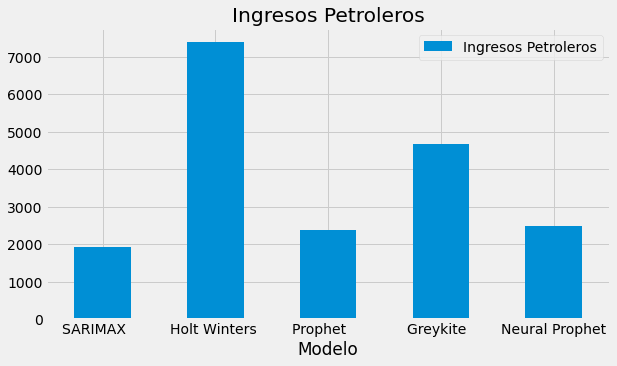 Ingresos Petroleros
Ingresos Petroleros
7000
6000
5000
4000
3000
2000
1000
0
SARIMAX Holt Winters Prophet Greykite Neural Prophet
Modelo